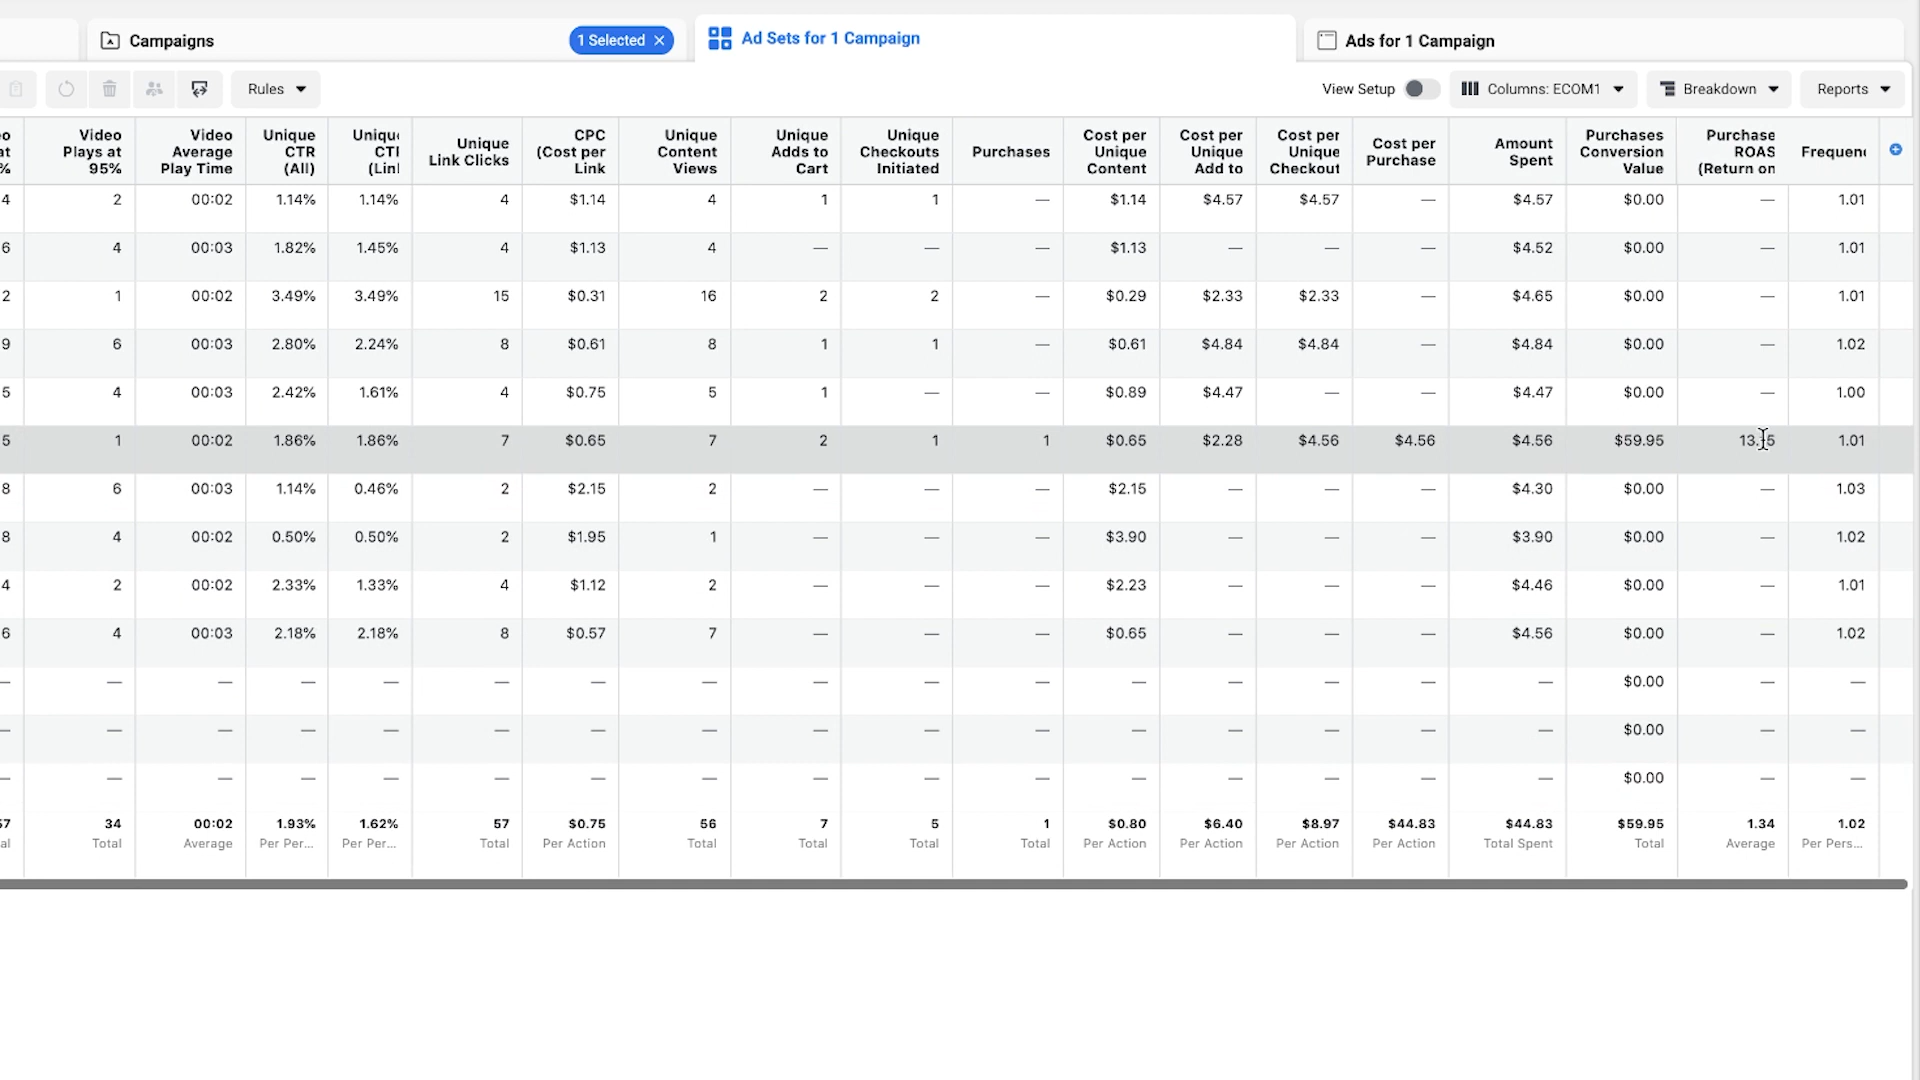 Campaigns 1 Selected × Ad Sets for 1 Campaign Ads for 1 Campaign
Rules View Setup Columns: ECOM1 Breakdown Reports
Video Plays at 95% Video Average Play Time Unique CTR (All) Unique Link Clicks CPC (Cost per Link Unique Content Views Unique Adds to Cart Unique Checkouts Initiated Purchases Cost per Unique Content Cost per Unique Add to Cost per Unique Checkout Cost per Purchase Amount Spent Purchases Conversion Value Purchase ROAS (Return on
4 2 00:02 1.14% 1.14% 4 $1.14 4 1 1 — $1.14 $4.57 $4.57 — $4.57 $0.00 — 1.01
6 4 00:03 1.82% 1.45% 4 $1.13 4 — — — $1.13 — — — $4.52 $0.00 — 1.01
2 1 00:02 3.49% 3.49% 15 $0.31 16 2 2 — $0.29 $2.33 $2.33 — $4.65 $0.00 — 1.01
9 6 00:03 2.80% 2.24% 8 $0.61 8 1 1 — $0.61 $4.84 $4.84 — $4.84 $0.00 — 1.02
5 4 00:03 2.42% 1.61% 4 $0.75 5 1 — — $0.89 $4.47 — — $4.47 $0.00 — 1.00
5 1 00:02 1.86% 1.86% 7 $0.65 7 2 1 1 $0.65 $2.28 $4.56 $4.56 $4.56 $59.95 1.01
8 6 00:03 1.14% 0.46% 2 $2.15 2 — — — $2.15 — — — $4.30 $0.00 — 1.03
8 4 00:02 0.50% 0.50% 2 $1.95 1 — — — $3.90 — — — $3.90 $0.00 — 1.02
4 2 00:02 2.33% 1.33% 4 $1.12 2 — — — $2.23 — — — $4.46 $0.00 — 1.01
6 4 00:03 2.18% 2.18% 8 $0.57 7 — — — $0.65 — — — $4.56 $0.00 — 1.02
— — — — — — — — — — — — — — — — $0.00 — —
— — — — — — — — — — — — — — — — $0.00 — —
— — — — — — — — — — — — — — — — $0.00 — —
34 00:02 1.93% 1.62% 57 $0.75 56 7 5 1 $0.80 $6.40 $8.97 $44.83 $44.83 $59.95 1.34 1.02
Total Average Per Per... Per Per... Total Per Action Total Total Total Total Per Action Per Action Per Action Per Action Total Spent Total Average Per Pers...